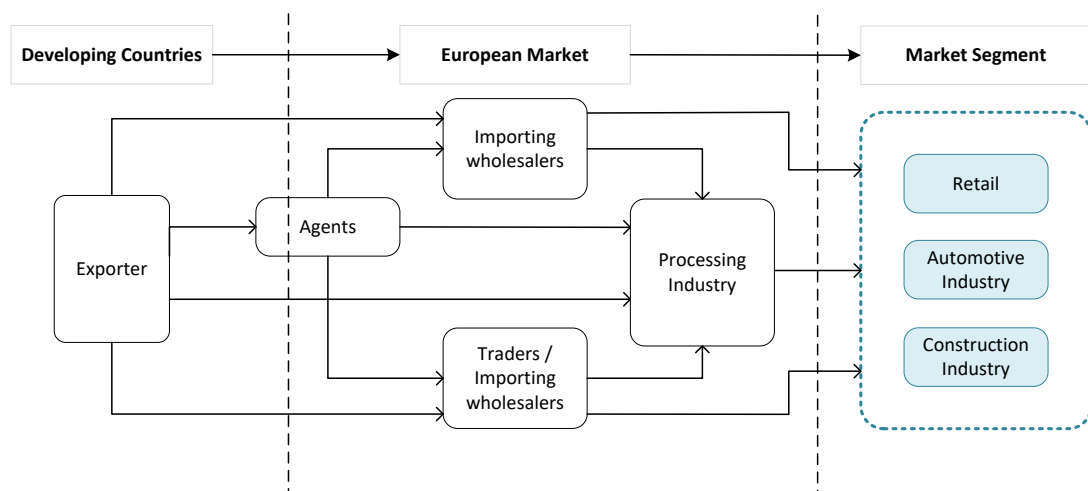 Developing Countries
European Market
Market Segment
Importing
wholesalers
Retail
Agents
Exporter
Processing
Industry
Automotive
Industry
Traders /
Importing
wholesalers
Construction
Industry